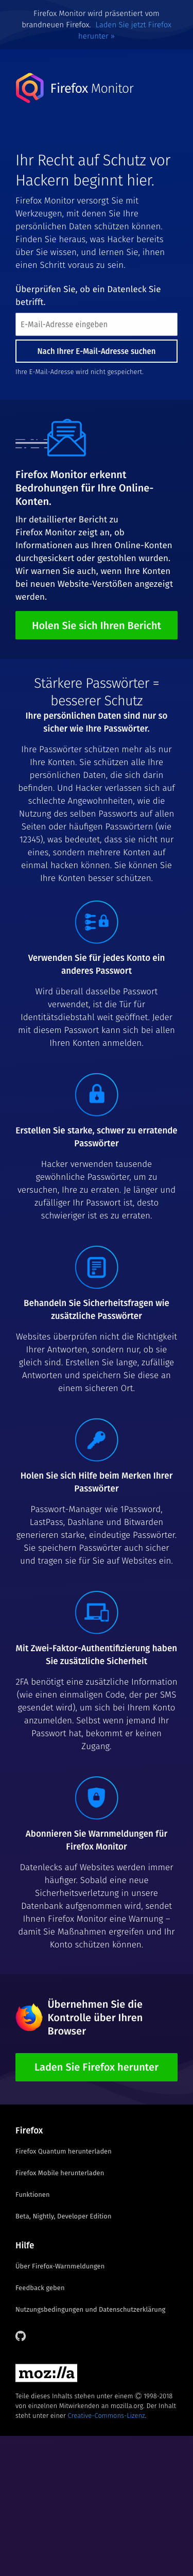 Firefox Monitor wird präsentiert vom
brandneuen Firefox. Laden Sie jetzt Firefox
herunter »
Firefox Monitor
Ihr Recht auf Schutz vor
Hackern beginnt hier.
Firefox Monitor versorgt Sie mit
Werkzeugen, mit denen Sie Ihre
persönlichen Daten schützen können.
Finden Sie heraus, was Hacker bereits
über Sie wissen, und lernen Sie, ihnen
einen Schritt voraus zu sein.
Überprüfen Sie, ob ein Datenleck Sie
betrifft.
E-Mail-Adresse eingeben
Nach Ihrer E-Mail-Adresse suchen
Ihre E-Mail-Adresse wird nicht gespeichert.
Firefox Monitor erkennt
Bedrohungen für Ihre Online-
Konten.
Ihr detaillierter Bericht zu
Firefox Monitor zeigt an, ob
Informationen aus Ihren Online-Konten
durchgesickert oder gestohlen wurden.
Wir warnen Sie auch, wenn Ihre Konten
bei neuen Website-Verstößen angezeigt
werden.
Holen Sie sich Ihren Bericht
Stärkere Passwörter =
besserer Schutz
Ihre persönlichen Daten sind nur so
sicher wie Ihre Passwörter.
Ihre Passwörter schützen mehr als nur
Ihre Konten. Sie schützen alle Ihre
persönlichen Daten, die sich darin
befinden. Und Hacker verlassen sich auf
schlechte Angewohnheiten, wie die
Nutzung des selben Passworts auf allen
Seiten oder häufigen Passwörtern (wie
12345), was bedeutet, dass sie nicht nur
eines, sondern mehrere Konten auf
einmal hacken können. Sie können Sie
Ihre Konten besser schützen.
Verwenden Sie für jedes Konto ein
anderes Passwort
Wird überall dasselbe Passwort
verwendet, ist die Tür für
Identitätsdiebstahl weit geöffnet. Jeder
mit diesem Passwort kann sich bei allen
Ihren Konten anmelden.
Erstellen Sie starke, schwer zu erratende
Passwörter
Hacker verwenden tausende
gewöhnliche Passwörter, um zu
versuchen, Ihre zu erraten. Je länger und
zufälliger Ihr Passwort ist, desto
schwieriger ist es zu erraten.
Behandeln Sie Sicherheitsfragen wie
zusätzliche Passwörter
Websites überprüfen nicht die Richtigkeit
Ihrer Antworten, sondern nur, ob sie
gleich sind. Erstellen Sie lange, zufällige
Antworten und speichern Sie diese an
einem sicheren Ort.
Holen Sie sich Hilfe beim Merken Ihrer
Passwörter
Passwort-Manager wie 1Password,
LastPass, Dashlane und Bitwarden
generieren starke, eindeutige Passwörter.
Sie speichern Passwörter auch sicher
und tragen sie für Sie auf Websites ein.
Mit Zwei-Faktor-Authentifizierung haben
Sie zusätzliche Sicherheit
2FA benötigt eine zusätzliche Information
(wie einen einmaligen Code, der per SMS
gesendet wird), um sich bei Ihrem Konto
anzumelden. Selbst wenn jemand Ihr
Passwort hat, bekommt er keinen
Zugang.
Abonnieren Sie Warnmeldungen für
Firefox Monitor
Datenlecks auf Websites werden immer
häufiger. Sobald eine neue
Sicherheitsverletzung in unsere
Datenbank aufgenommen wird, sendet
Ihnen Firefox Monitor eine Warnung –
damit Sie Maßnahmen ergreifen und Ihr
Konto schützen können.
Übernehmen Sie die
Kontrolle über Ihren
Browser
Laden Sie Firefox herunter
Firefox
Firefox Quantum herunterladen
Firefox Mobile herunterladen
Funktionen
Beta, Nightly, Developer Edition
Hilfe
Über Firefox-Warnmeldungen
Feedback geben
Nutzungsbedingungen und Datenschutzerklärung
moz://a
Teile dieses Inhalts stehen unter einem © 1998-2018
von einzelnen Mitwirkenden an mozilla.org. Der Inhalt
steht unter einer Creative-Commons-Lizenz.